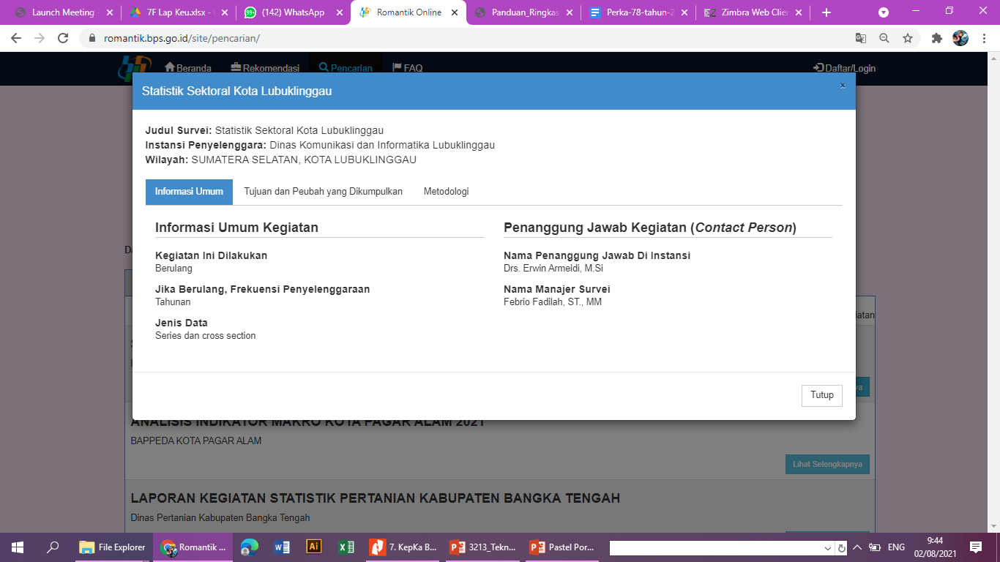 Launch Meeting -
7F Lap Keu.xlsx -
(142) WhatsApp
Romantik Online
Panduan_Ringkas
Perka-78-tahun-2
Zimbra Web Clie
romantik.bps.go.id/site/pencarian/
Beranda
Rekomendasi
Pencarian
FAQ
Daftar/Login
Statistik Sektoral Kota Lubuklinggau
×
Judul Survei: Statistik Sektoral Kota Lubuklinggau
Instansi Penyelenggara: Dinas Komunikasi dan Informatika Lubuklinggau
Wilayah: SUMATERA SELATAN, KOTA LUBUKLINGGAU
Informasi Umum
Tujuan dan Peubah yang Dikumpulkan
Metodologi
Informasi Umum Kegiatan
Kegiatan Ini Dilakukan
Berulang
Jika Berulang, Frekuensi Penyelenggaraan
Tahunan
Jenis Data
Series dan cross section
Penanggung Jawab Kegiatan (Contact Person)
Nama Penanggung Jawab Di Instansi
Drs. Erwin Armeidi, M.Si
Nama Manajer Survei
Febrio Fadilah, ST., MM
iatan
ya
Tutup
ANALISIS INDIKATOR MAKRO KOTA PAGAR ALAM 2021
BAPPEDA KOTA PAGAR ALAM
Lihat Selengkapnya
LAPORAN KEGIATAN STATISTIK PERTANIAN KABUPATEN BANGKA TENGAH
Dinas Pertanian Kabupaten Bangka Tengah
File Explorer
Romantik ...
7. KepKa B...
3213_Tekn...
Pastel Por...
ENG
9:44
02/08/2021